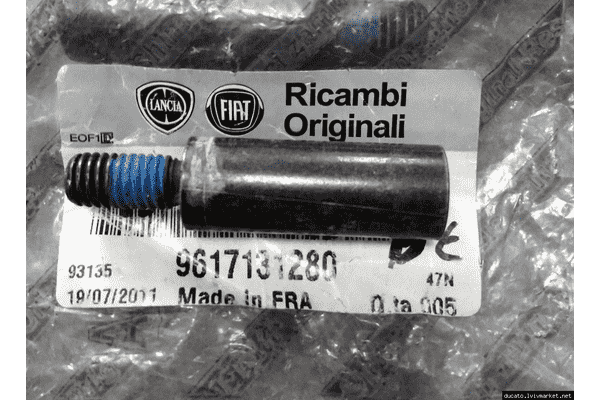 LANCIA
FIAT
Ricambi
Originali
EOF1
93135
9617131280
47N
19/07/2011
Made in FRA
Q.ta 005
ducato.lvivmarket.net